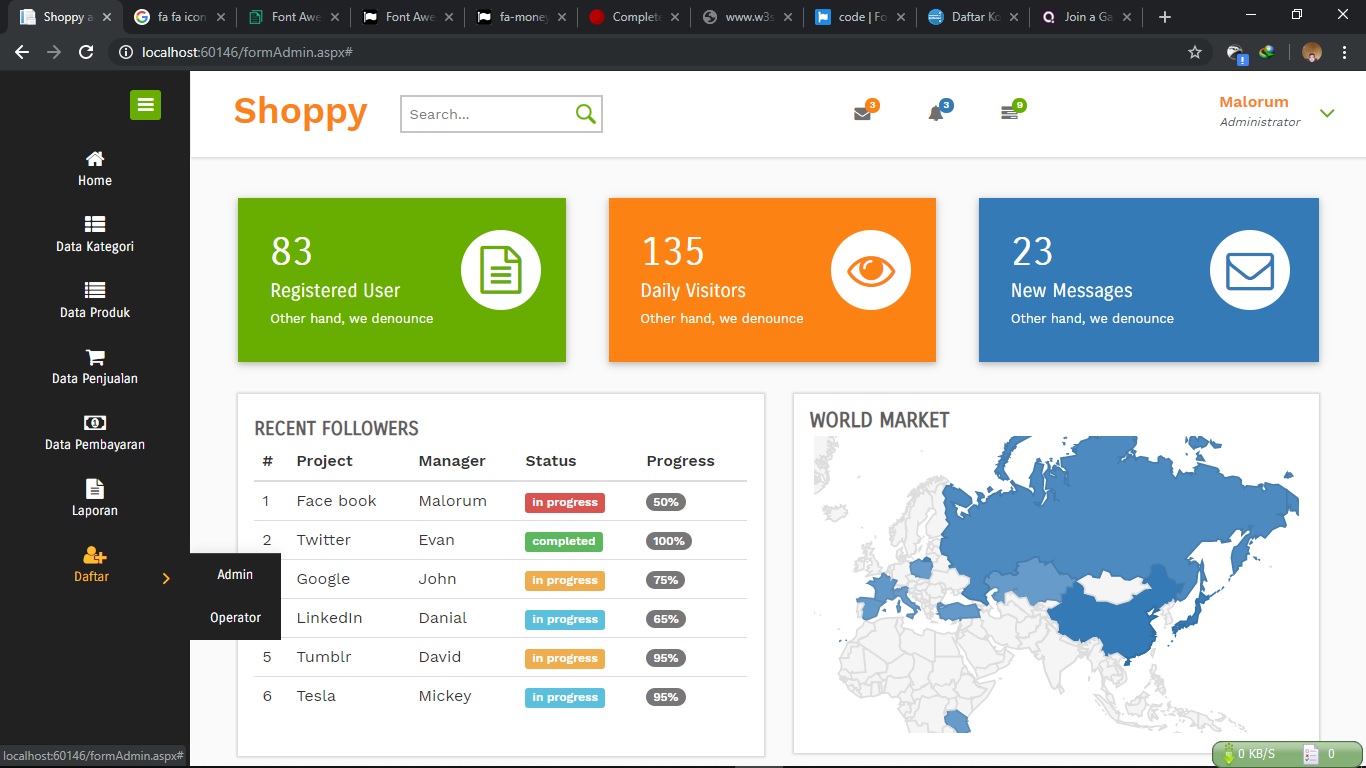 Shoppy a
fa fa icon
Font Awe
Font Awe
fa-money
Complete
www.w3s
code | Fo
Daftar Ko
Join a Ga
localhost:60146/formAdmin.aspx#
Shoppy
Search...
3
3
9
Malorum
Administrator
Home
Data Kategori
Data Produk
Data Penjualan
Data Pembayaran
Laporan
Daftar
Admin
Operator
83
Registered User
Other hand, we denounce
135
Daily Visitors
Other hand, we denounce
23
New Messages
Other hand, we denounce
RECENT FOLLOWERS
# Project Manager Status Progress
1 Face book Malorum in progress 50%
2 Twitter Evan completed 100%
Google John in progress 75%
LinkedIn Danial in progress 65%
5 Tumblr David in progress 95%
6 Tesla Mickey in progress 95%
WORLD MARKET
localhost:60146/formAdmin.aspx#
0 KB/S 0